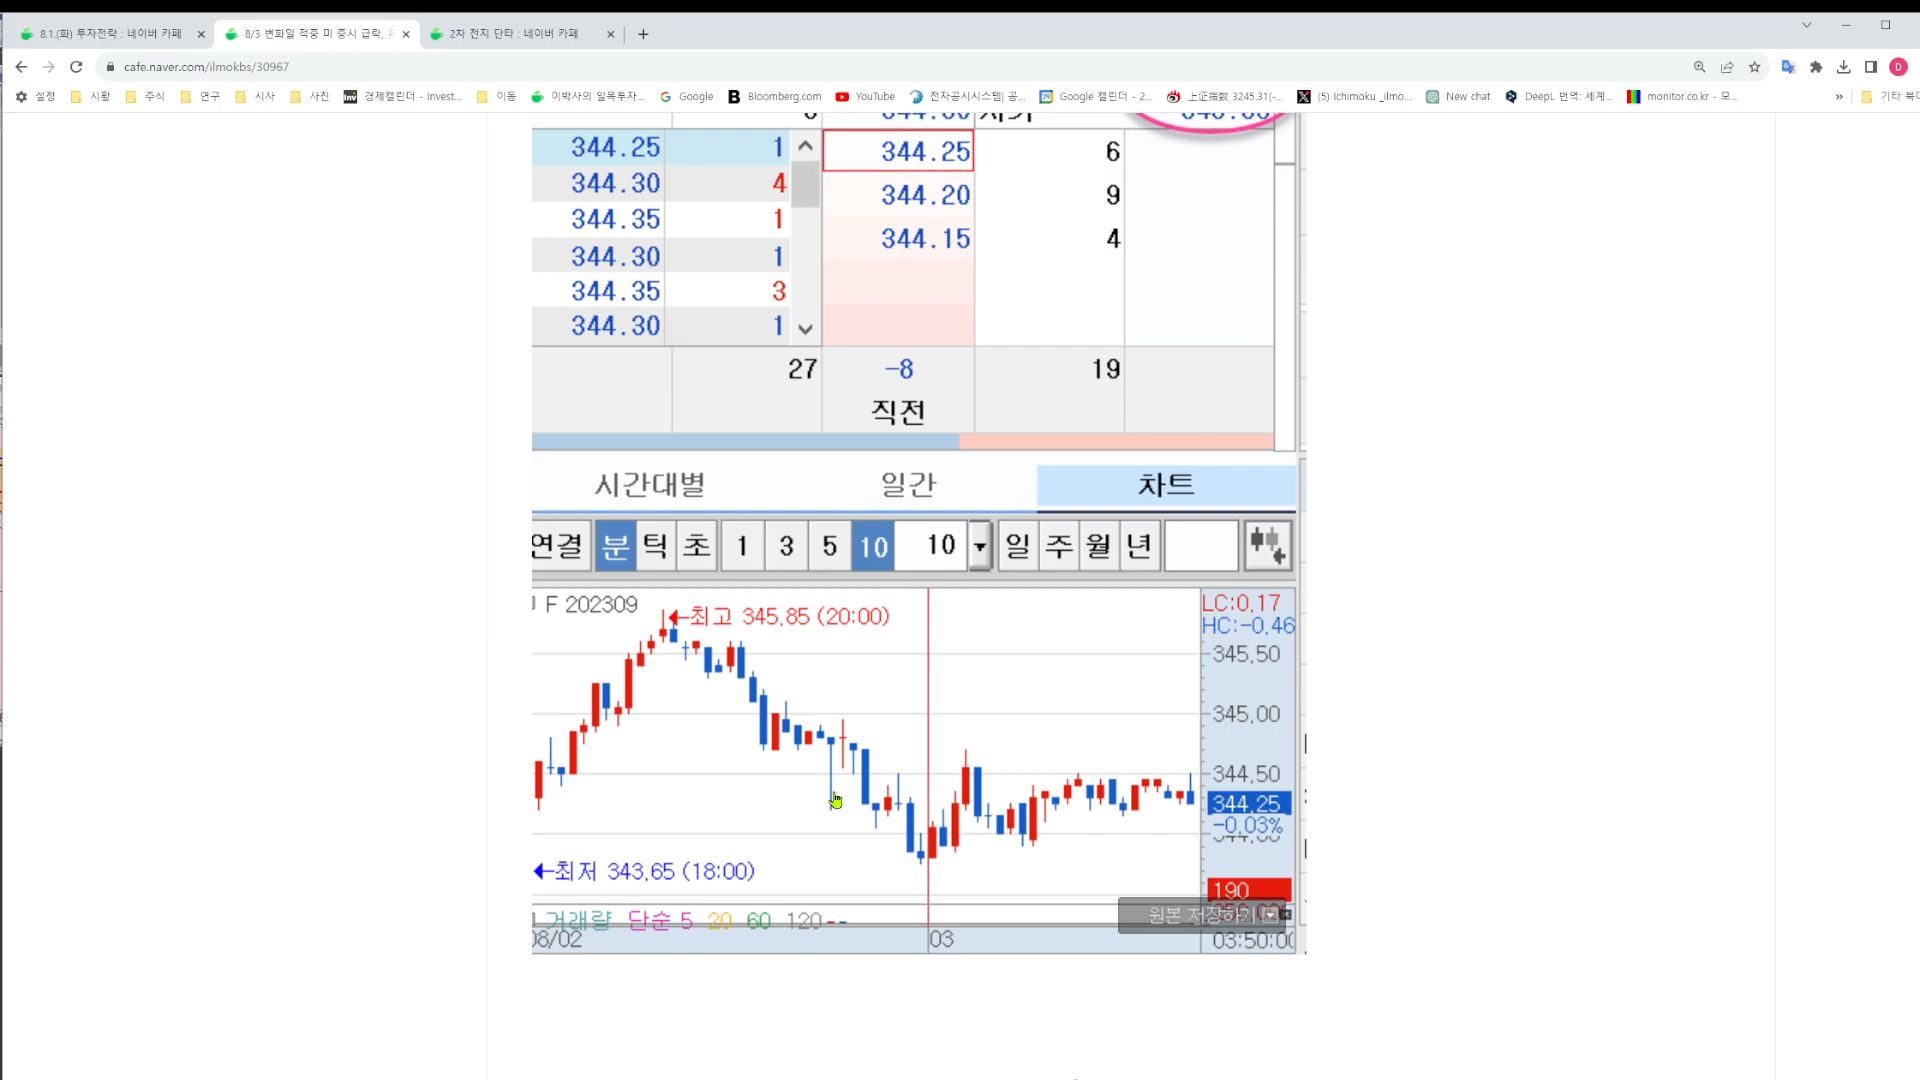 8.1.(화) 투자전략 : 네이버 카페
8/3 변화일 적중 미 증시 급락,
2차 전지 단타 : 네이버 카페
cafe.naver.com/ilmokbs/30967
D
설정 시황 주식 연구 시사 사진 경제캘린더 - Invest... 이동 이박사의 일목투자... Google Bloomberg.com YouTube 전자공시시스템| 공... Google 캘린더 - 2... 上证指数 3245.31(-... (5) Ichimoku _ilmo... New chat DeepL 번역: 세계... monitor.co.kr - 모... » 기타 북
344.25 1 344.25 6
344.30 4 344.20 9
344.35 1 344.15 4
344.30 1
344.35 3
344.30 1
27 -8 19
직전
시간대별 일간 차트
연결 분 틱 초 1 3 5 10 10 일 주 월 년
F 202309
←최고 345,85 (20:00)
LC:0,17
HC:-0,46
345,50
345,00
344,50
344,25
-0,03%
←최저 343,65 (18:00)
190
원본 저장하기
거래량 단순 5 20 60 120
08/02 03 03:50:00